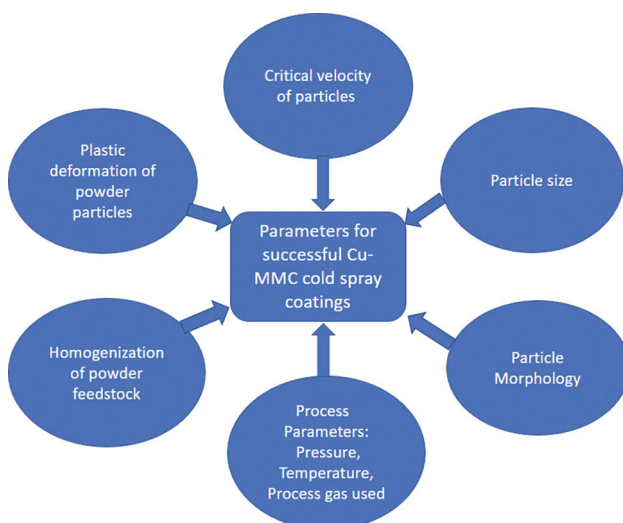 Critical velocity
of particles
Plastic
deformation of
powder
particles
Particle size
Parameters for
successful Cu-
MMC cold spray
coatings
Homogenization
of powder
feedstock
Particle
Morphology
Process
Parameters:
Pressure,
Temperature,
Process gas used